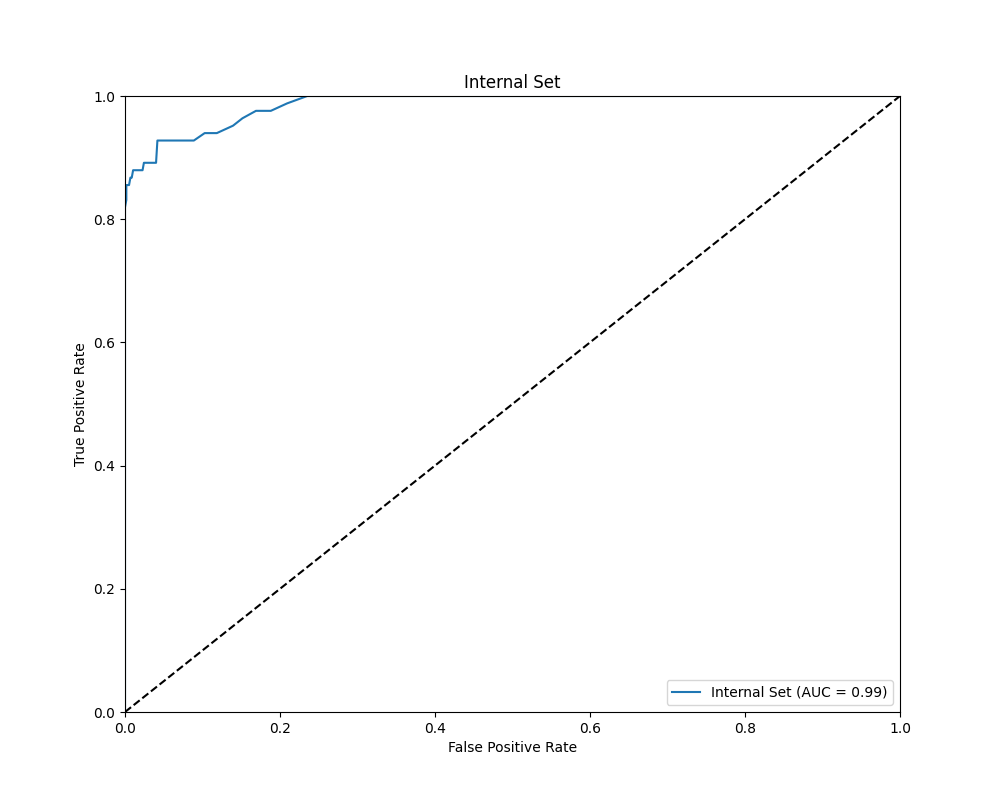 Internal Set
1.0
0.8
0.6
0.4
0.2
0.0
True Positive Rate
0.0 0.2 0.4 0.6 0.8 1.0
False Positive Rate
Internal Set (AUC = 0.99)